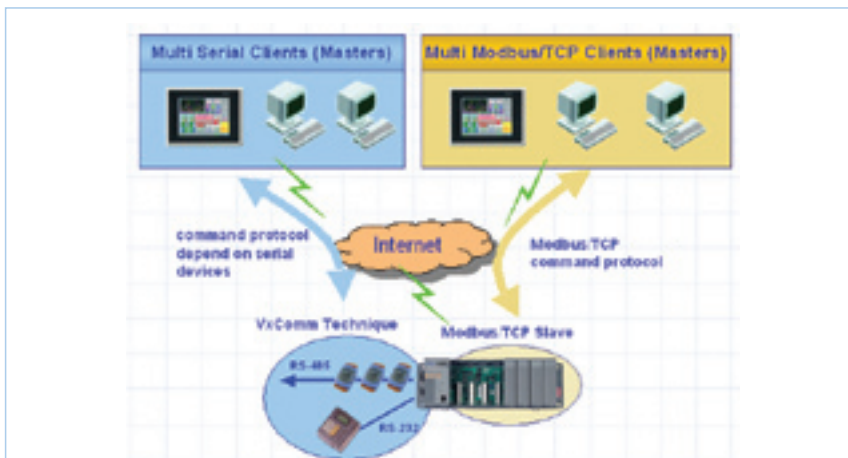 Multi Serial Clients (Masters)
Multi Modbus/TCP Clients (Masters)
Internet
command protocol
depend on serial
devices
Modbus/TCP
command protocol
VxComm Technique
Modbus/TCP Slave
RS-485
RS-232